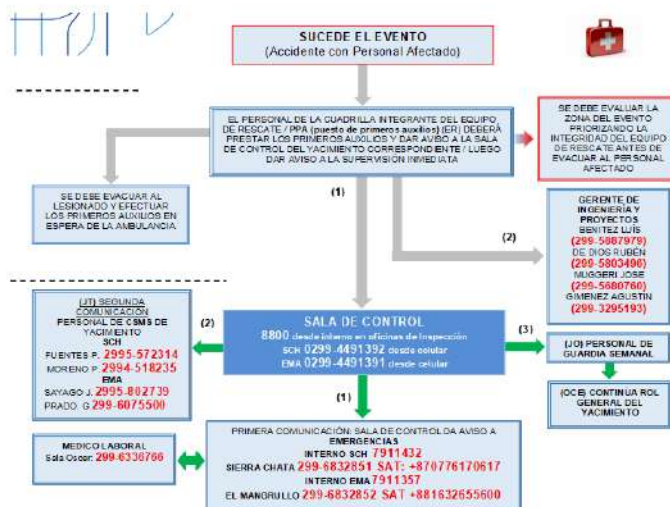 SUCEDE EL EVENTO
(Accidente con Personal Afectado)
EL PERSONAL DE LA CUADRILLA INTEGRANTE DEL EQUIPO
DE RESCATE / PPA (puesto de primeros auxilios) (ER) DEBERÁ
PRESTAR LOS PRIMEROS AUXILIOS Y DAR AVISO A LA SALA
DE CONTROL DEL YACIMIENTO CORRESPONDIENTE / LUEGO
DAR AVISO A LA SUPERVISIÓN INMEDIATA
SE DEBE EVALUAR LA
ZONA DEL EVENTO
PRIORIZANDO LA
INTEGRIDAD DEL EQUIPO
DE RESCATE ANTES DE
EVACUAR AL PERSONAL
AFECTADO
SE DEBE EVACUAR AL
LESIONADO Y EFECTUAR
LOS PRIMEROS AUXILIOS EN
ESPERA DE LA AMBULANCIA
(1)
(2)
GERENTE DE
INGENIERÍA Y
PROYECTOS
BENITEZ LUÍS
(299-5887979)
DE DIOS RUBÉN
(299-5803496)
MUGGERI JOSE
(299-5680760)
GIMENEZ AGUSTÍN
(299-3295193)
(JT) SEGUNDA
COMUNICACIÓN
PERSONAL DE CSMS DE
YACIMIENTO
SCH
FUENTES P. 2995-572314
MORENO P. 2994-518235
EMA
SAYAGO J. 2995-802739
PRADO G 299-6075500
(2)
SALA DE CONTROL
8800 desde interno en oficinas de Inspección
SCH 0299-4491392 desde celular
EMA 0299-4491391 desde celular
(3)
(JO) PERSONAL DE
GUARDIA SEMANAL
(OCE) CONTINUA ROL
GENERAL DEL
YACIMIENTO
(1)
MEDICO LABORAL
Sala Oscar: 299-6336766
PRIMERA COMUNICACIÓN: SALA DE CONTROL DA AVISO A
EMERGENCIAS
INTERNO SCH 7911432
SIERRA CHATA 299-6832851 SAT: +870776170617
INTERNO EMA 7911357
EL MANGRULLO 299-6832852 SAT +881632655600